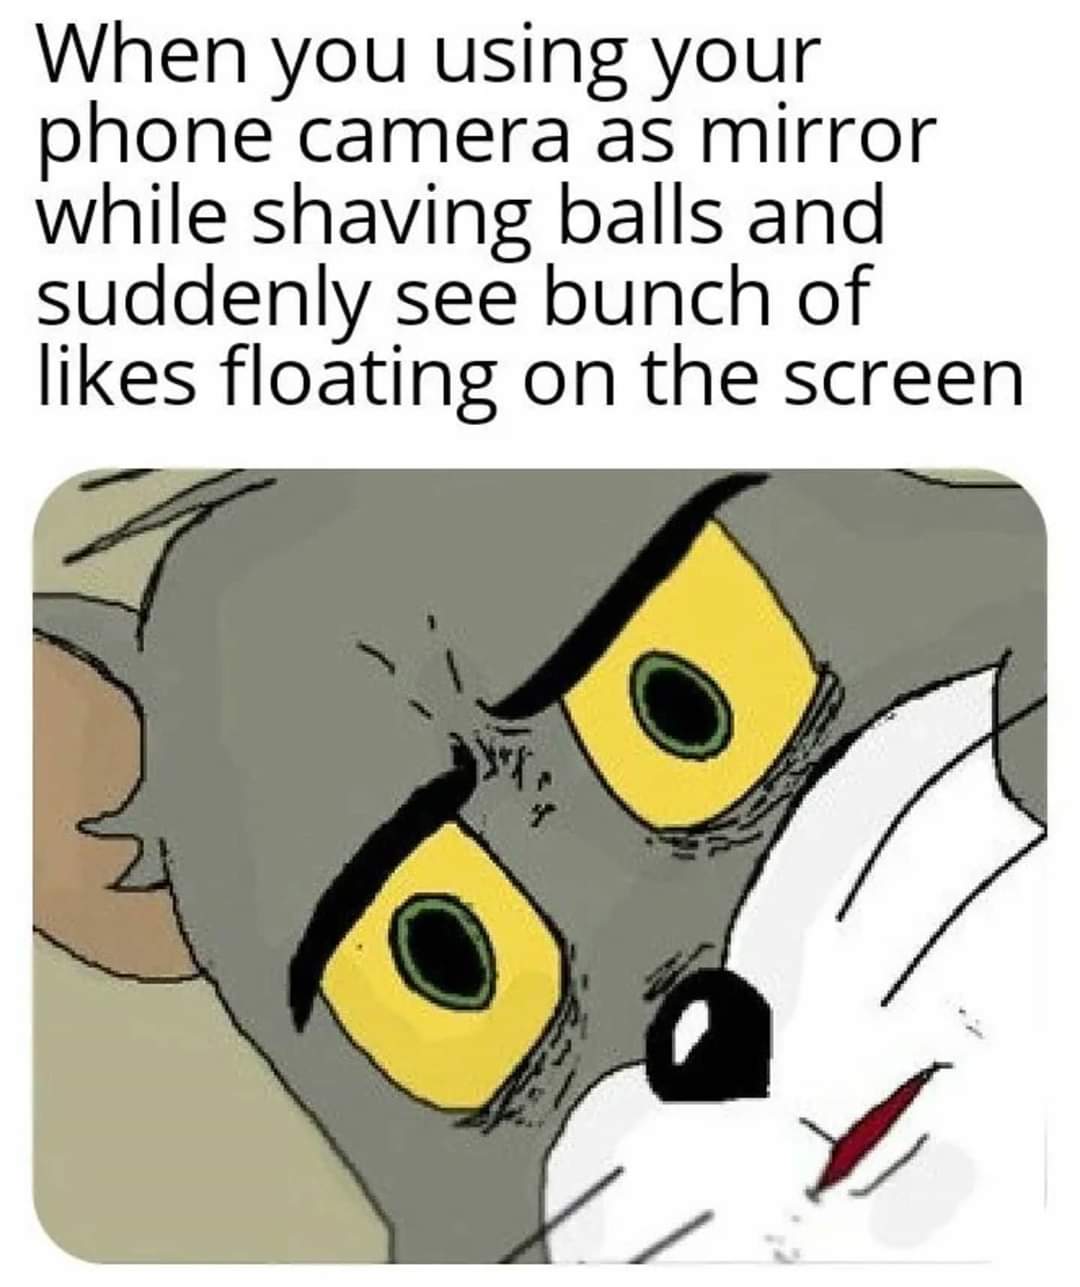 When you using your
phone camera as mirror
while shaving balls and
suddenly see bunch of
likes floating on the screen